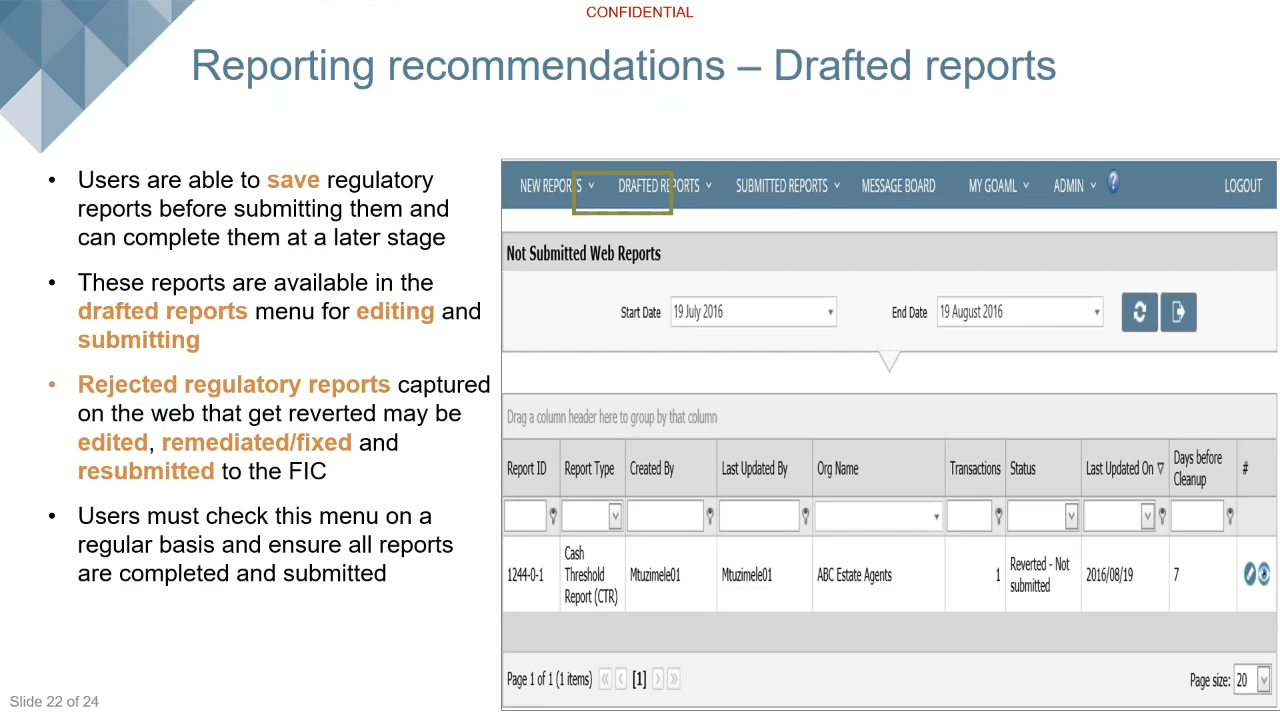 CONFIDENTIAL
Reporting recommendations – Drafted reports
• Users are able to save regulatory
reports before submitting them and
can complete them at a later stage
• These reports are available in the
drafted reports menu for editing and
submitting
• Rejected regulatory reports captured
on the web that get reverted may be
edited, remediated/fixed and
resubmitted to the FIC
• Users must check this menu on a
regular basis and ensure all reports
are completed and submitted
NEW REPORTS DRAFTED REPORTS SUBMITTED REPORTS MESSAGE BOARD MY GOAML ADMIN ? LOGOUT
Not Submitted Web Reports
Start Date 19 July 2016 End Date 19 August 2016
Drag a column header here to group by that column
Report ID Report Type Created By Last Updated By Org Name Transactions Status Last Updated On Days before Cleanup #
1244-0-1 Cash Threshold Report (CTR) Mtuzimele01 Mtuzimele01 ABC Estate Agents 1 Reverted - Not submitted 2016/08/19 7
Page 1 of 1 (1 items) « ‹ [1] › » Page size: 20
Slide 22 of 24